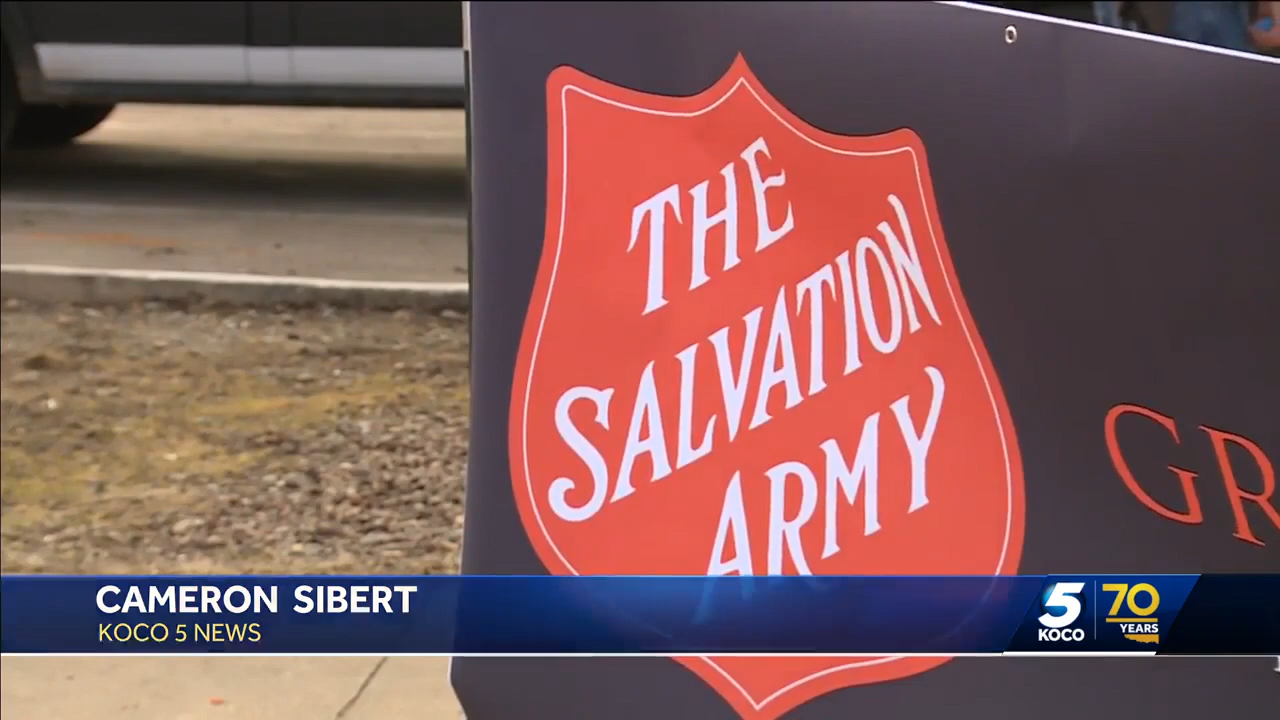 THE
SALVATION
ARMY
GR
CAMERON SIBERT
KOCO 5 NEWS
5
KOCO
70
YEARS